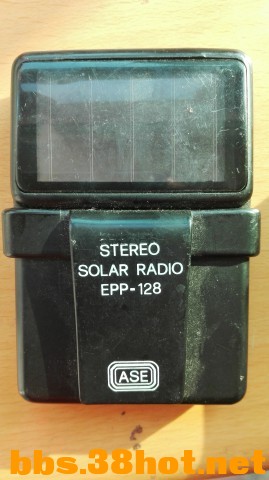 STEREO
SOLAR RADIO
EPP-128
ASE
bbs.38hot.net